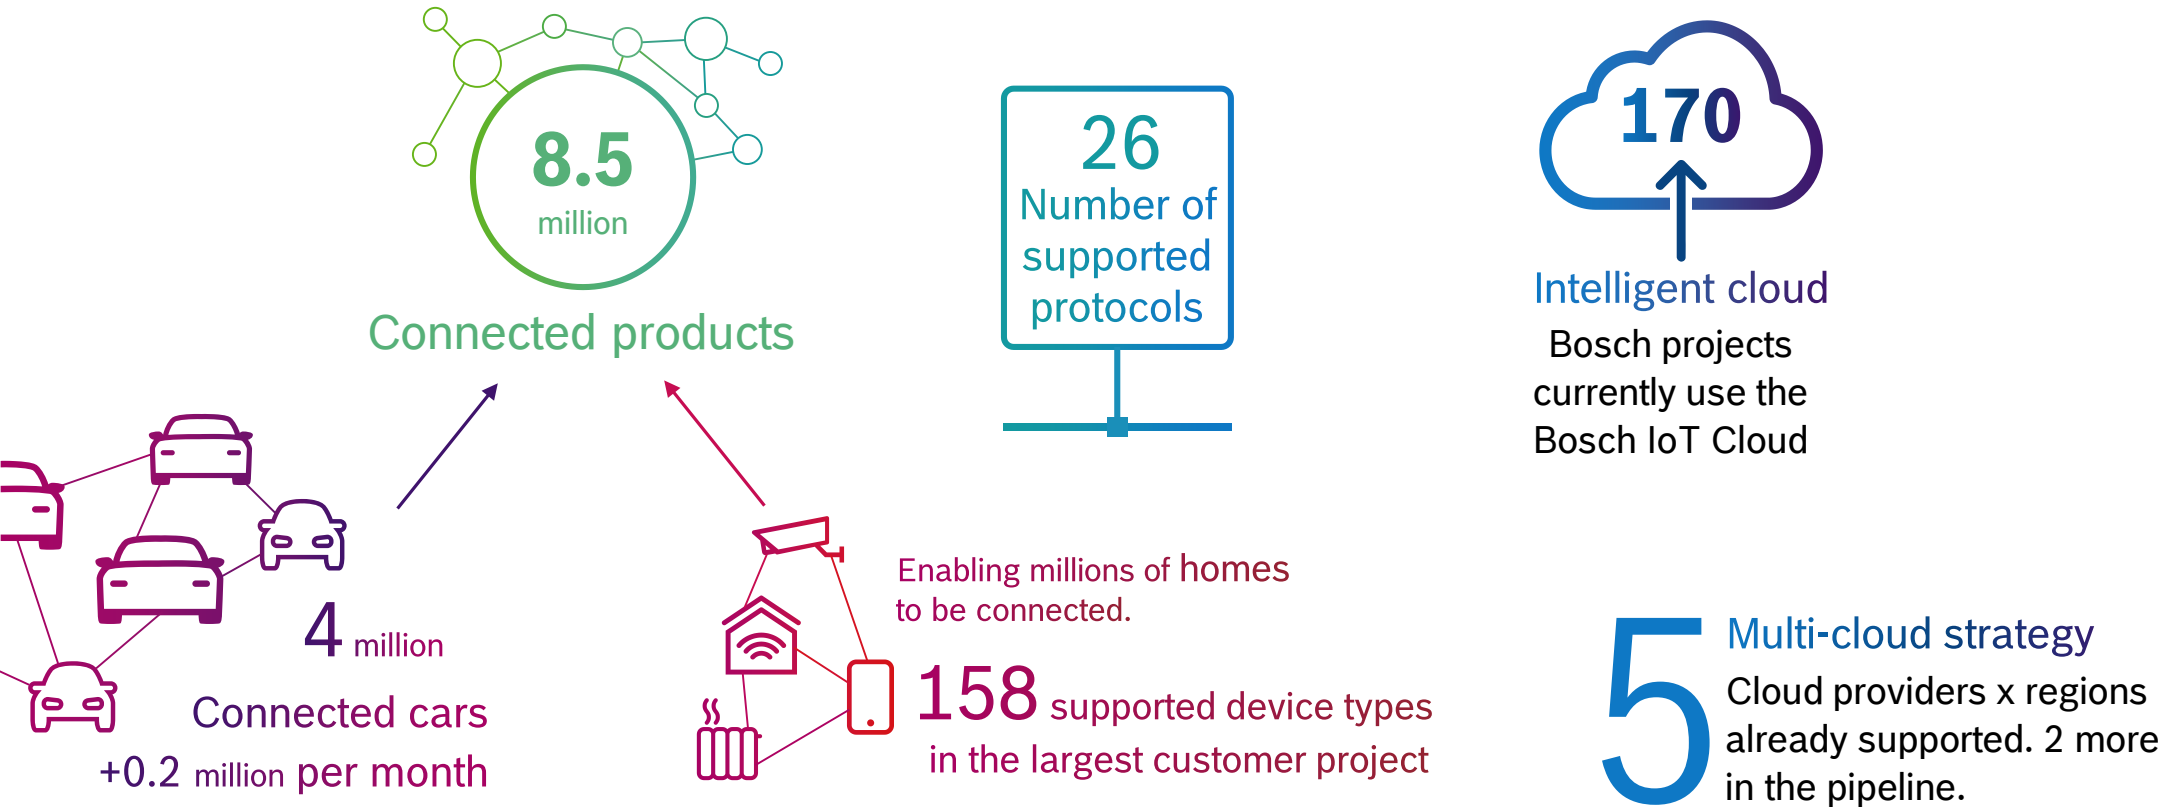 8.5
million
Connected products
26
Number of
supported
protocols
170
Intelligent cloud
Bosch projects
currently use the
Bosch IoT Cloud
4 million
Connected cars
+0.2 million per month
Enabling millions of homes
to be connected.
158 supported device types
in the largest customer project
5
Multi-cloud strategy
Cloud providers x regions
already supported. 2 more
in the pipeline.